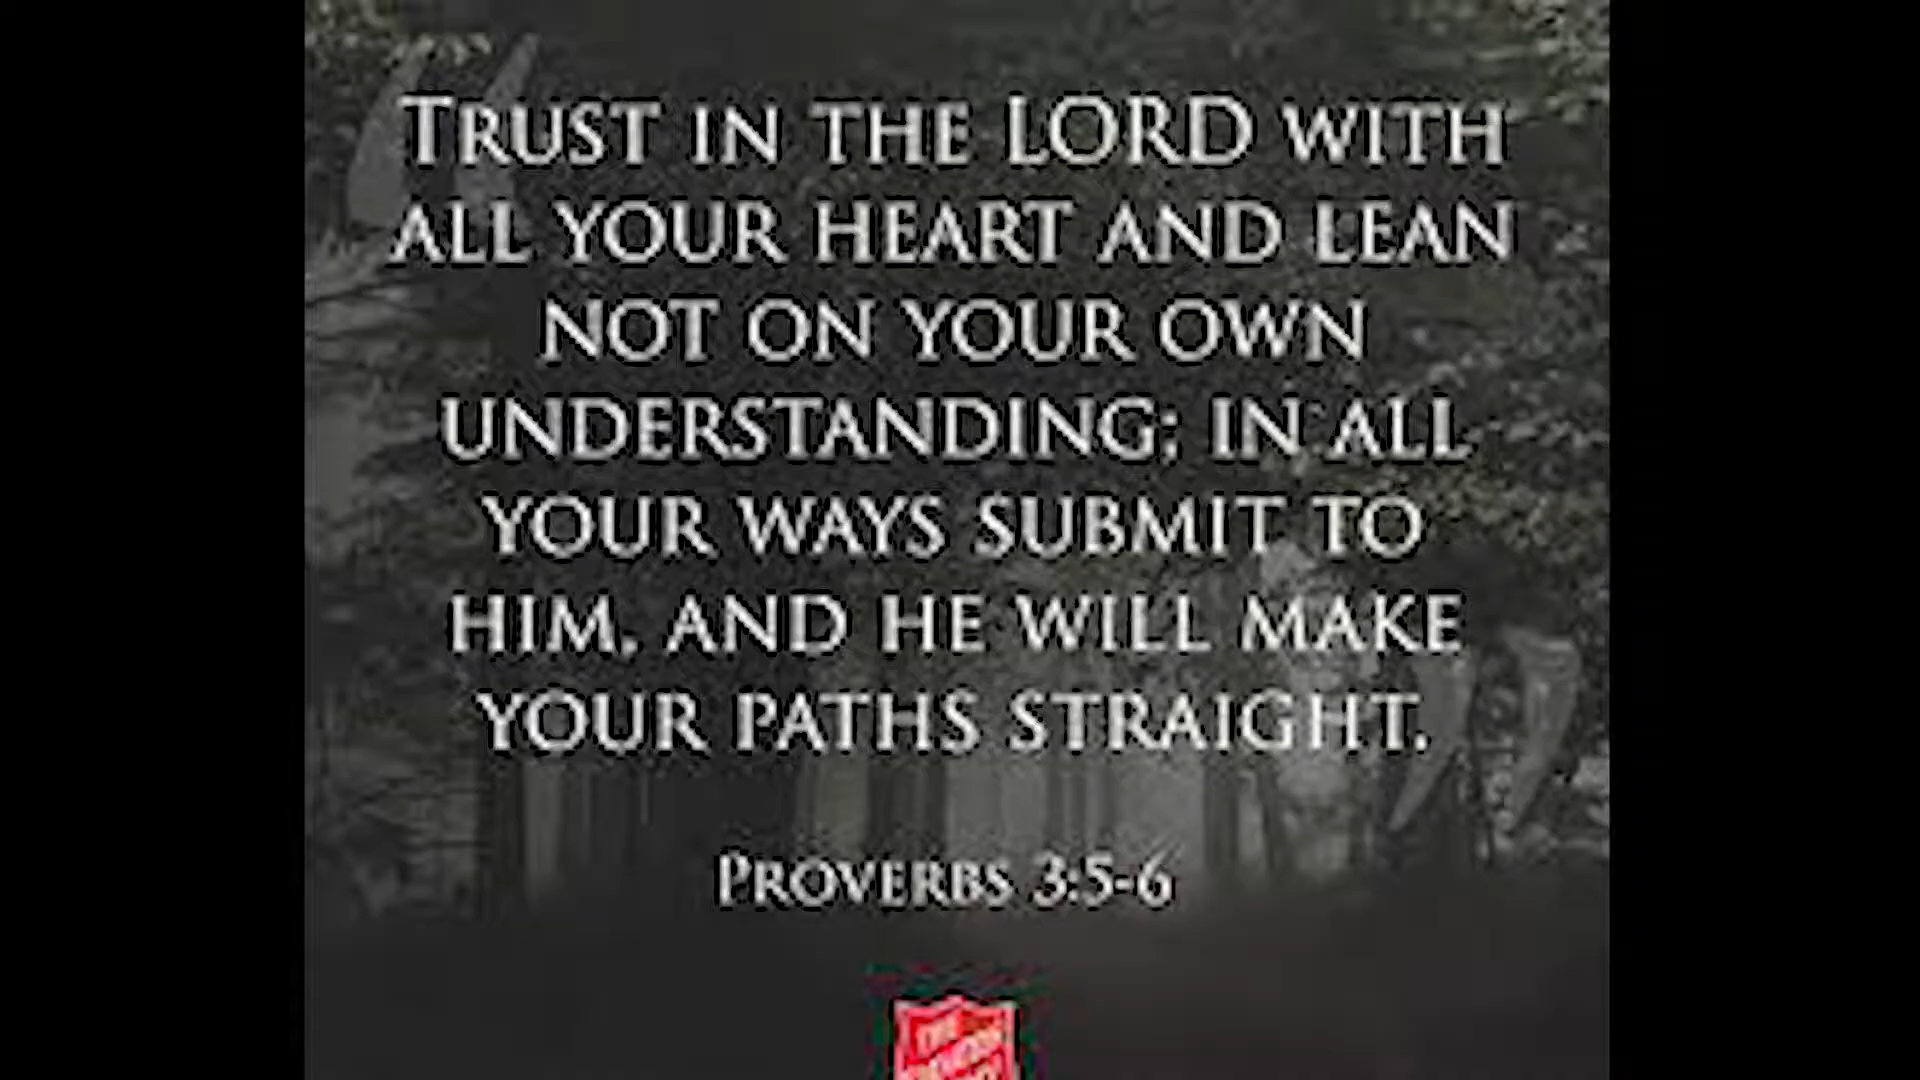 TRUST IN THE LORD WITH
ALL YOUR HEART AND LEAN
NOT ON YOUR OWN
UNDERSTANDING; IN ALL
YOUR WAYS SUBMIT TO
HIM, AND HE WILL MAKE
YOUR PATHS STRAIGHT.
PROVERBS 3:5-6
THE